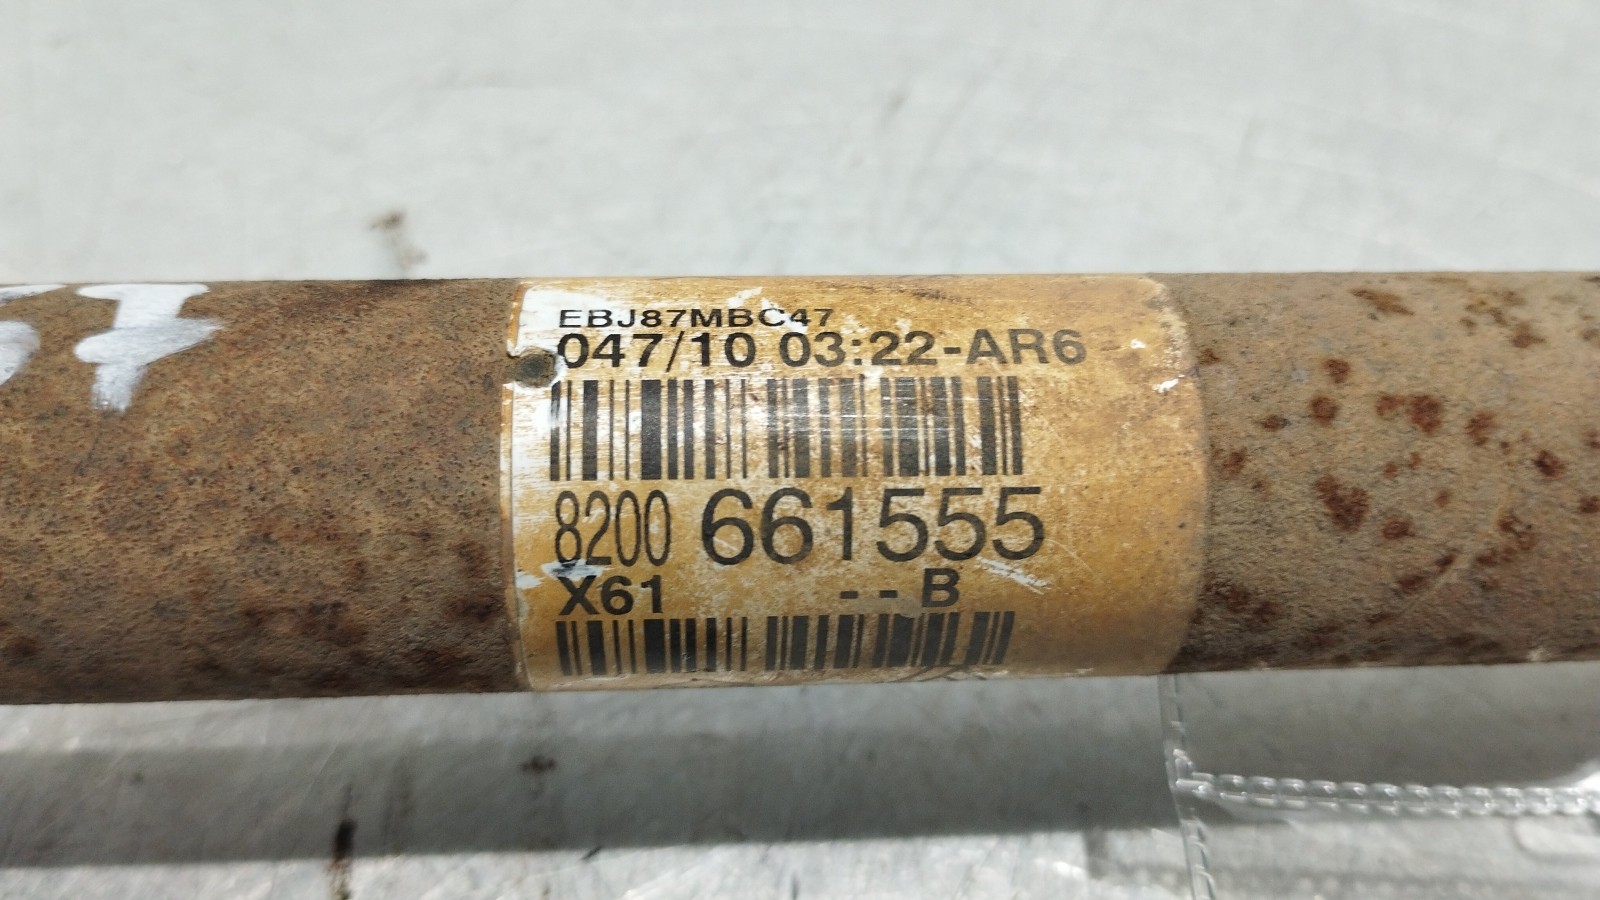 EBJ87MBC47
047/10 03:22-AR6
8200 661555
X61 -- B